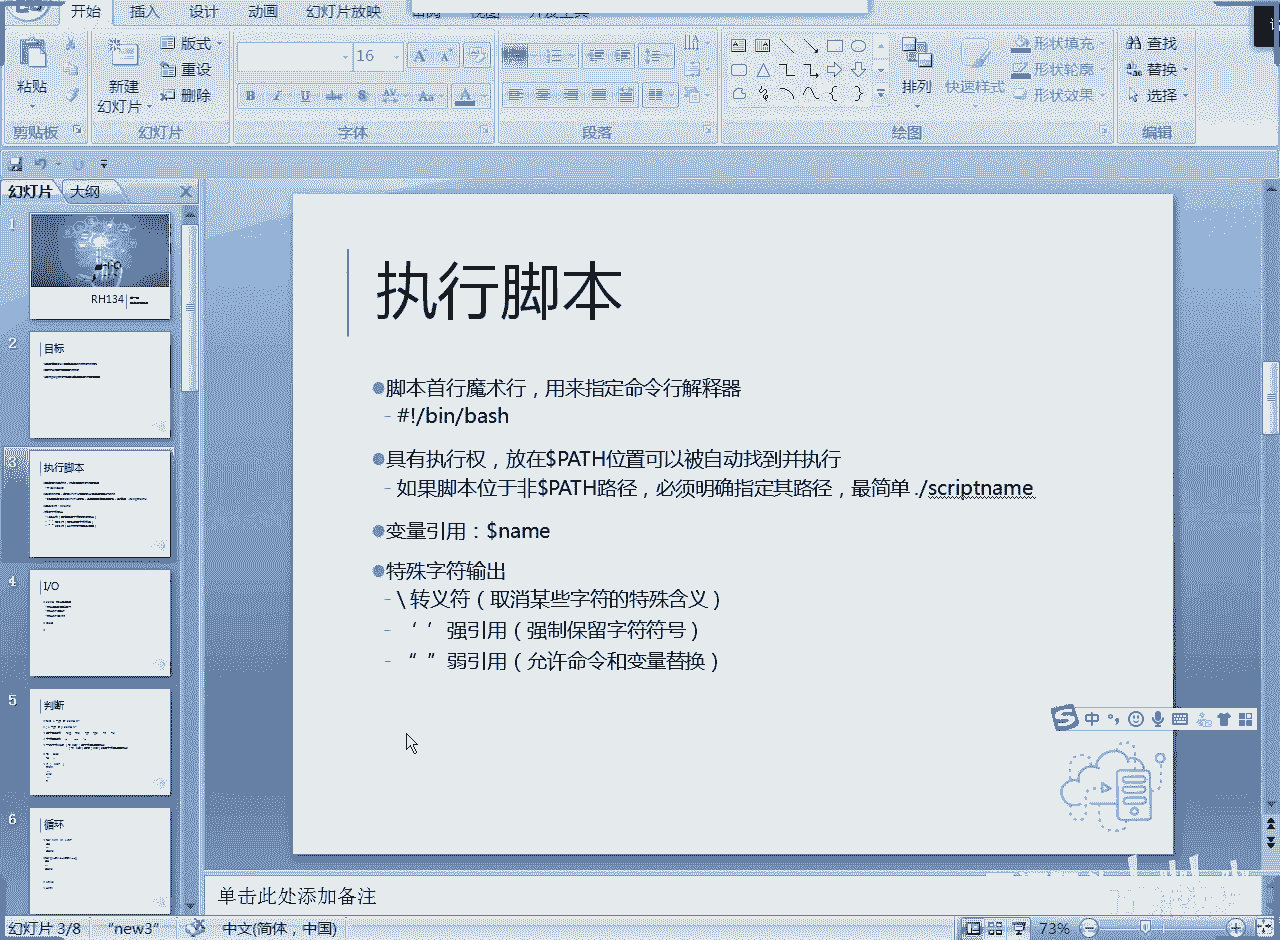 开始 插入 设计 动画 幻灯片放映 审阅 视图 开发工具
粘贴
剪贴板
新建
幻灯片
版式
重设
删除
幻灯片
16
B I U abc S AV Aa A
字体
段落
排列
快速样式
形状填充
形状轮廓
形状效果
绘图
查找
替换
选择
编辑
幻灯片 大纲
1
RH134
2
目标
3
执行脚本
4
I/O
5
判断
6
循环
执行脚本
脚本首行魔术行，用来指定命令行解释器
- #!/bin/bash
具有执行权，放在$PATH位置可以被自动找到并执行
- 如果脚本位于非$PATH路径，必须明确指定其路径，最简单 ./scriptname
变量引用：$name
特殊字符输出
- \ 转义符（取消某些字符的特殊含义）
- ‘ ’ 强引用（强制保留字符符号）
- “ ” 弱引用（允许命令和变量替换）
中
单击此处添加备注
幻灯片 3/8 “new3” 中文(简体，中国) 73%